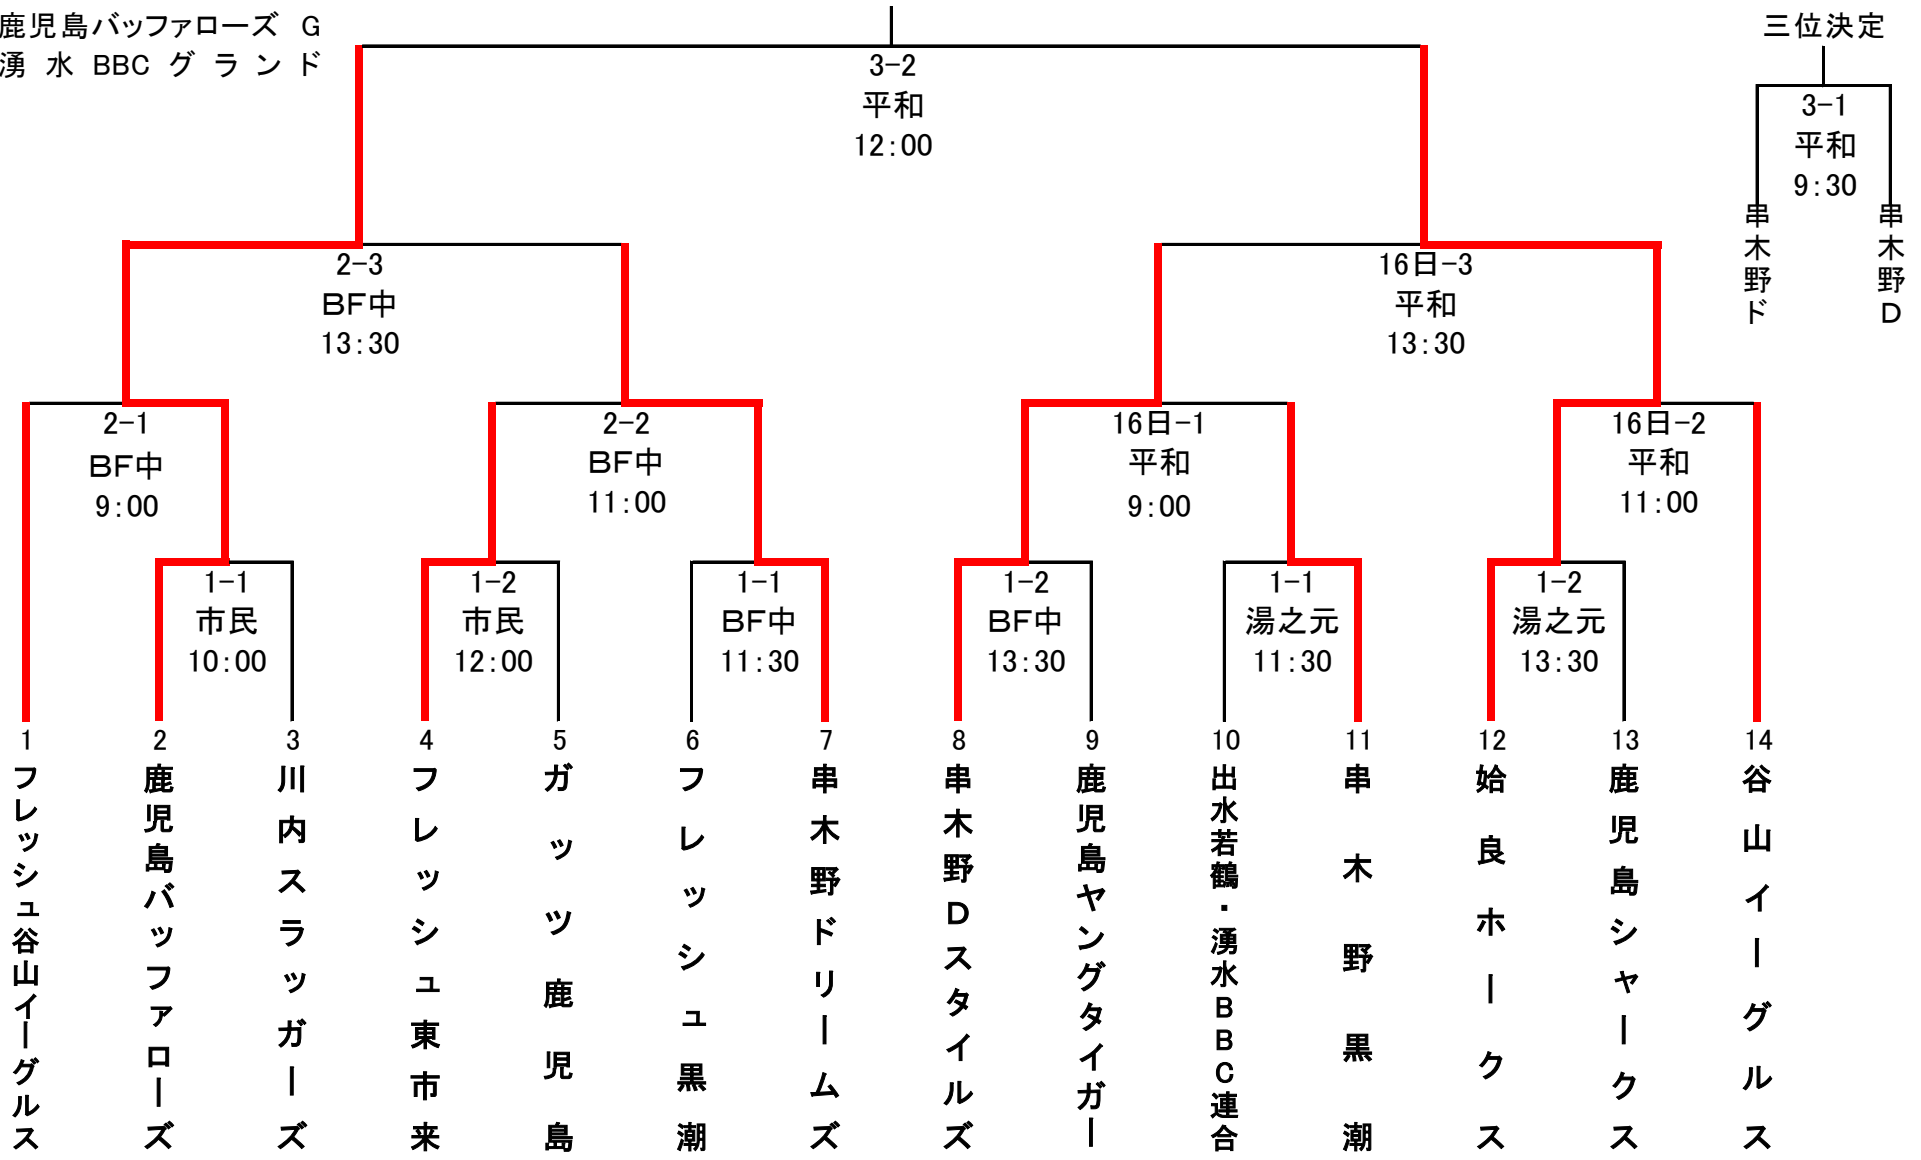 鹿児島バッファローズ G
湧 水 BBC グ ラ ン ド
三位決定
3-2
平和
12:00
3-1
平和
9:30
串木野ド
串木野D
2-3
BF中
13:30
16日-3
平和
13:30
2-1
BF中
9:00
2-2
BF中
11:00
16日-1
平和
9:00
16日-2
平和
11:00
1-1
市民
10:00
1-2
市民
12:00
1-1
BF中
11:30
1-2
BF中
13:30
1-1
湯之元
11:30
1-2
湯之元
13:30
1
フレッシュ谷山イーグルス
2
鹿児島バッファローズ
3
川内スラッガーズ
4
フレッシュ東市来
5
ガッツ鹿児島
6
フレッシュ黒潮
7
串木野ドリームズ
8
串木野Dスタイルズ
9
鹿児島ヤングタイガー
10
出水若鶴・湧水BBC連合
11
串木野黒潮
12
姶良ホークス
13
鹿児島シャークス
14
谷山イーグルス